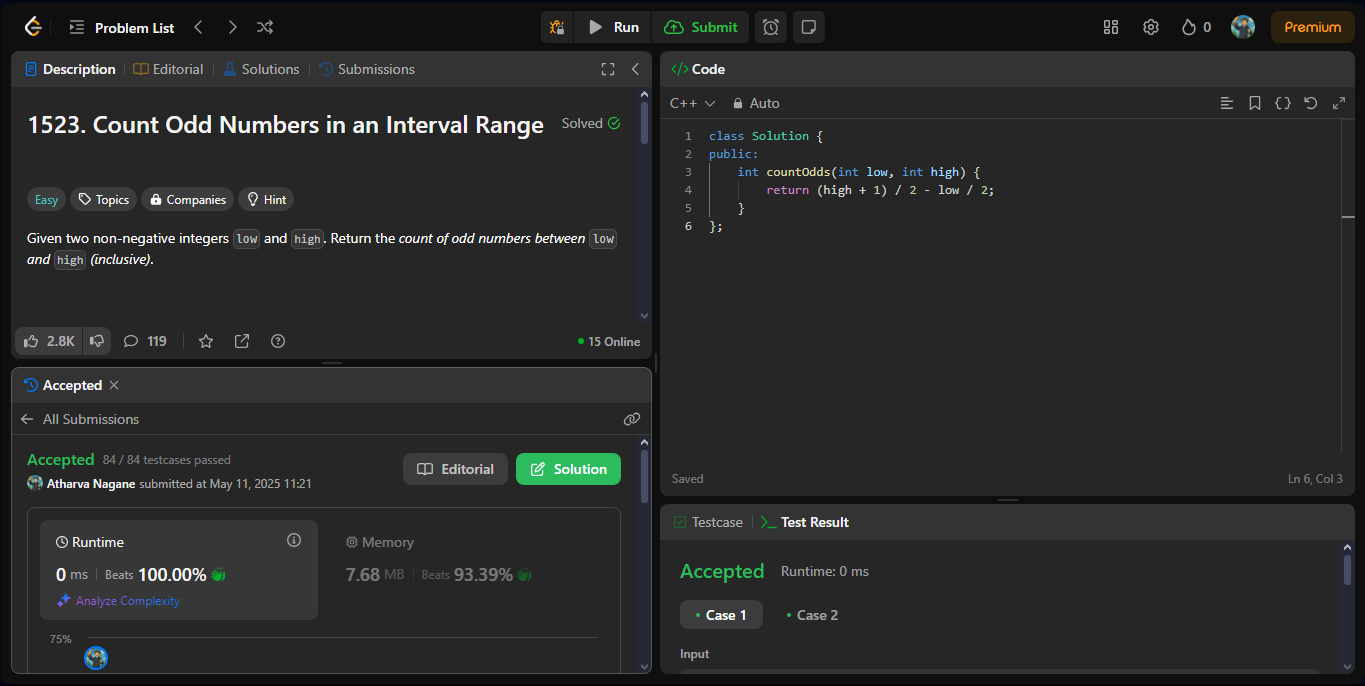 Problem List
Run
Submit
0
Premium
Description
Editorial
Solutions
Submissions
1523. Count Odd Numbers in an Interval Range
Solved
Easy
Topics
Companies
Hint
Given two non-negative integers low and high. Return the count of odd numbers between low
and high (inclusive).
2.8K
119
15 Online
Accepted
All Submissions
Accepted 84 / 84 testcases passed
Atharva Nagane submitted at May 11, 2025 11:21
Editorial
Solution
Runtime
0 ms | Beats 100.00%
Analyze Complexity
Memory
7.68 MB | Beats 93.39%
75%
</> Code
C++
Auto
1 class Solution {
2 public:
3     int countOdds(int low, int high) {
4         return (high + 1) / 2 - low / 2;
5     }
6 };
Saved
Ln 6, Col 3
Testcase
>_ Test Result
Accepted Runtime: 0 ms
• Case 1
• Case 2
Input